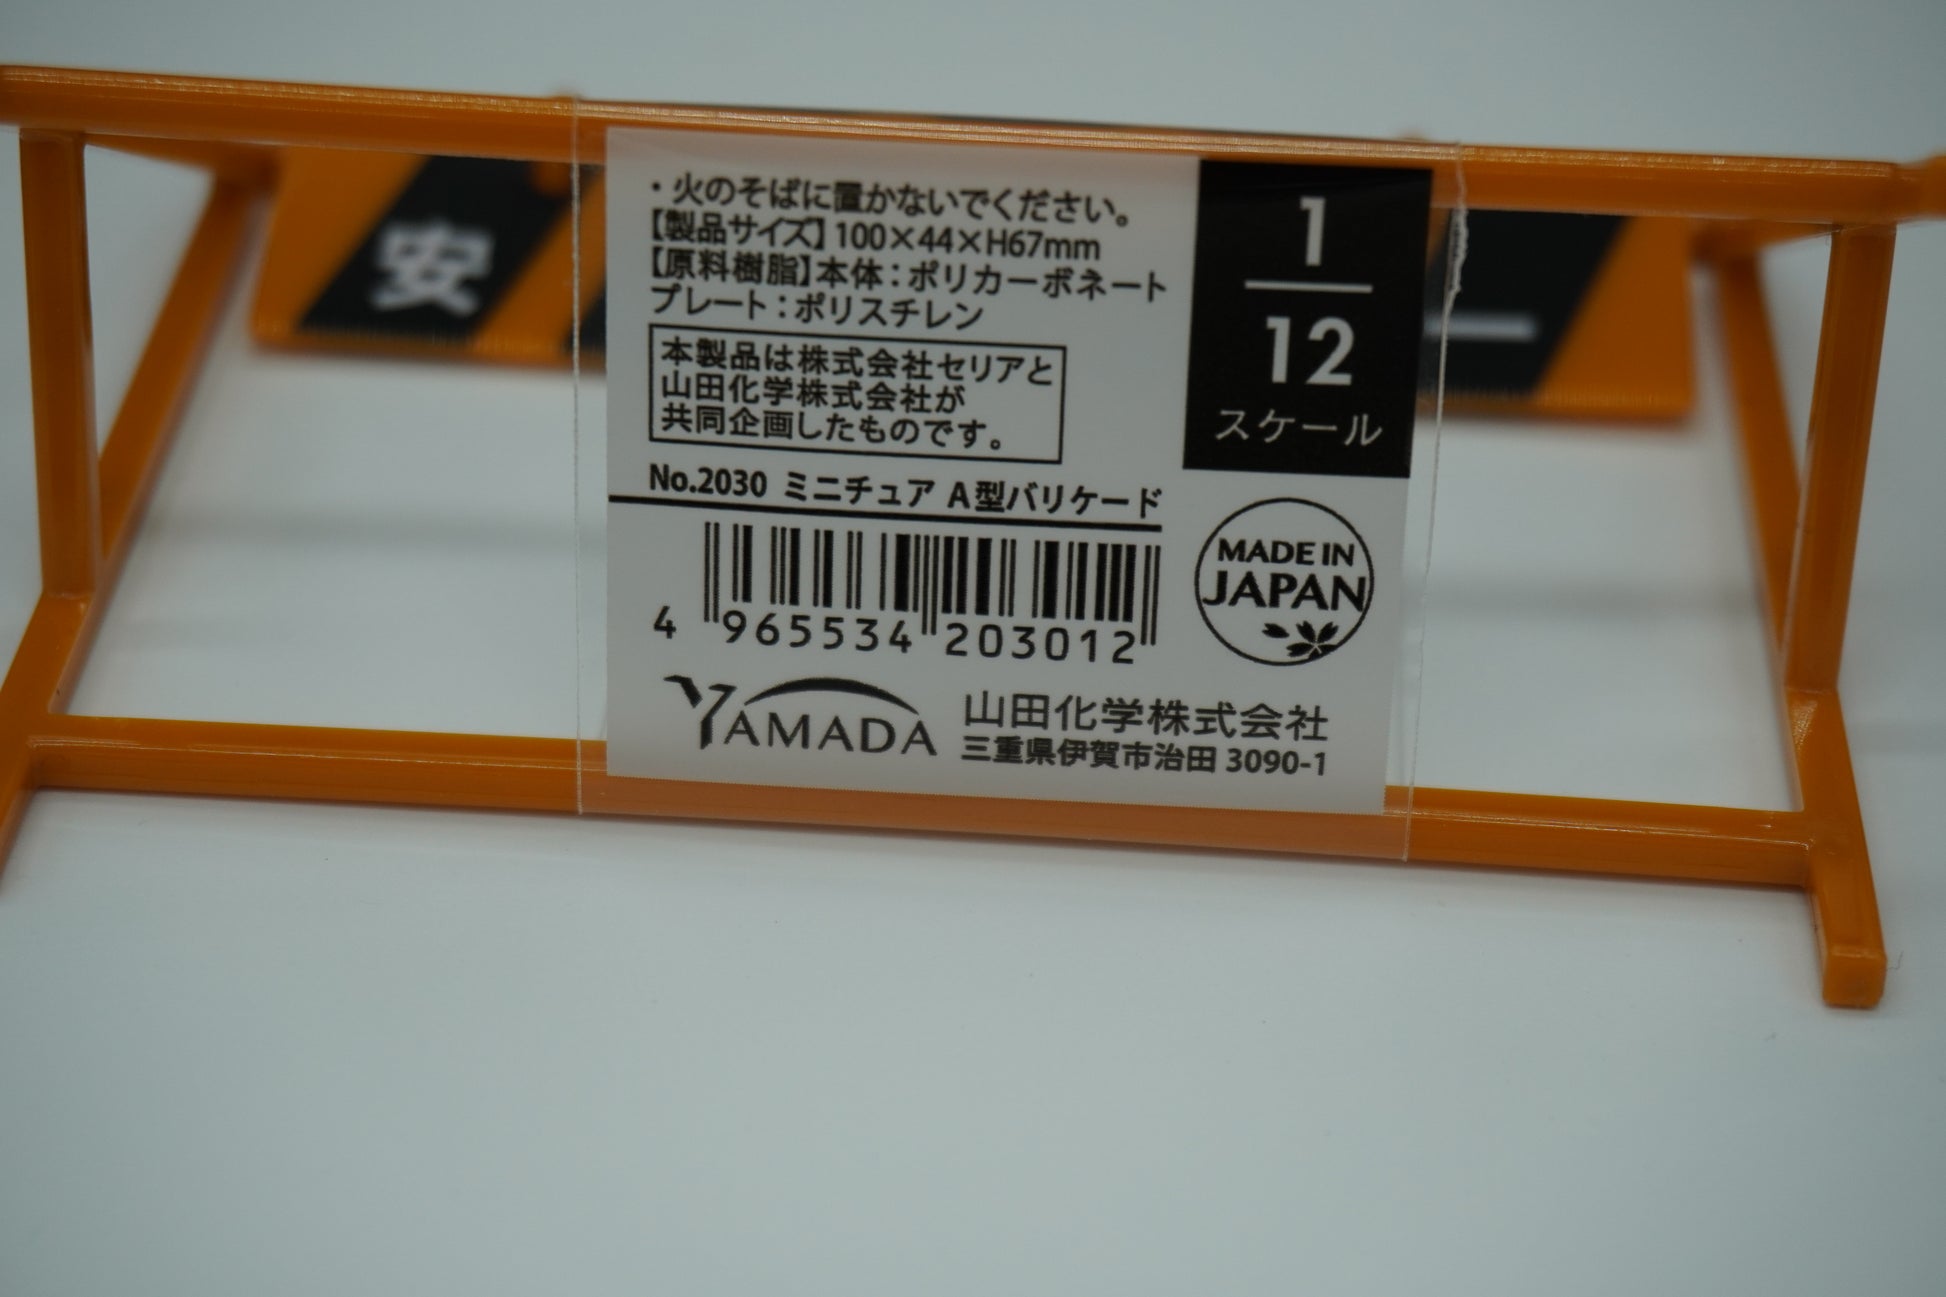 ・火のそばに置かないでください。
【製品サイズ】100×44×H67mm
【原料樹脂】本体：ポリカーボネート
プレート：ポリスチレン
本製品は株式会社セリアと
山田化学株式会社が
共同企画したものです。
No.2030 ミニチュア A型バリケード
4 965534 203012
YAMADA
山田化学株式会社
三重県伊賀市治田 3090-1
1
12
スケール
MADE IN
JAPAN
安